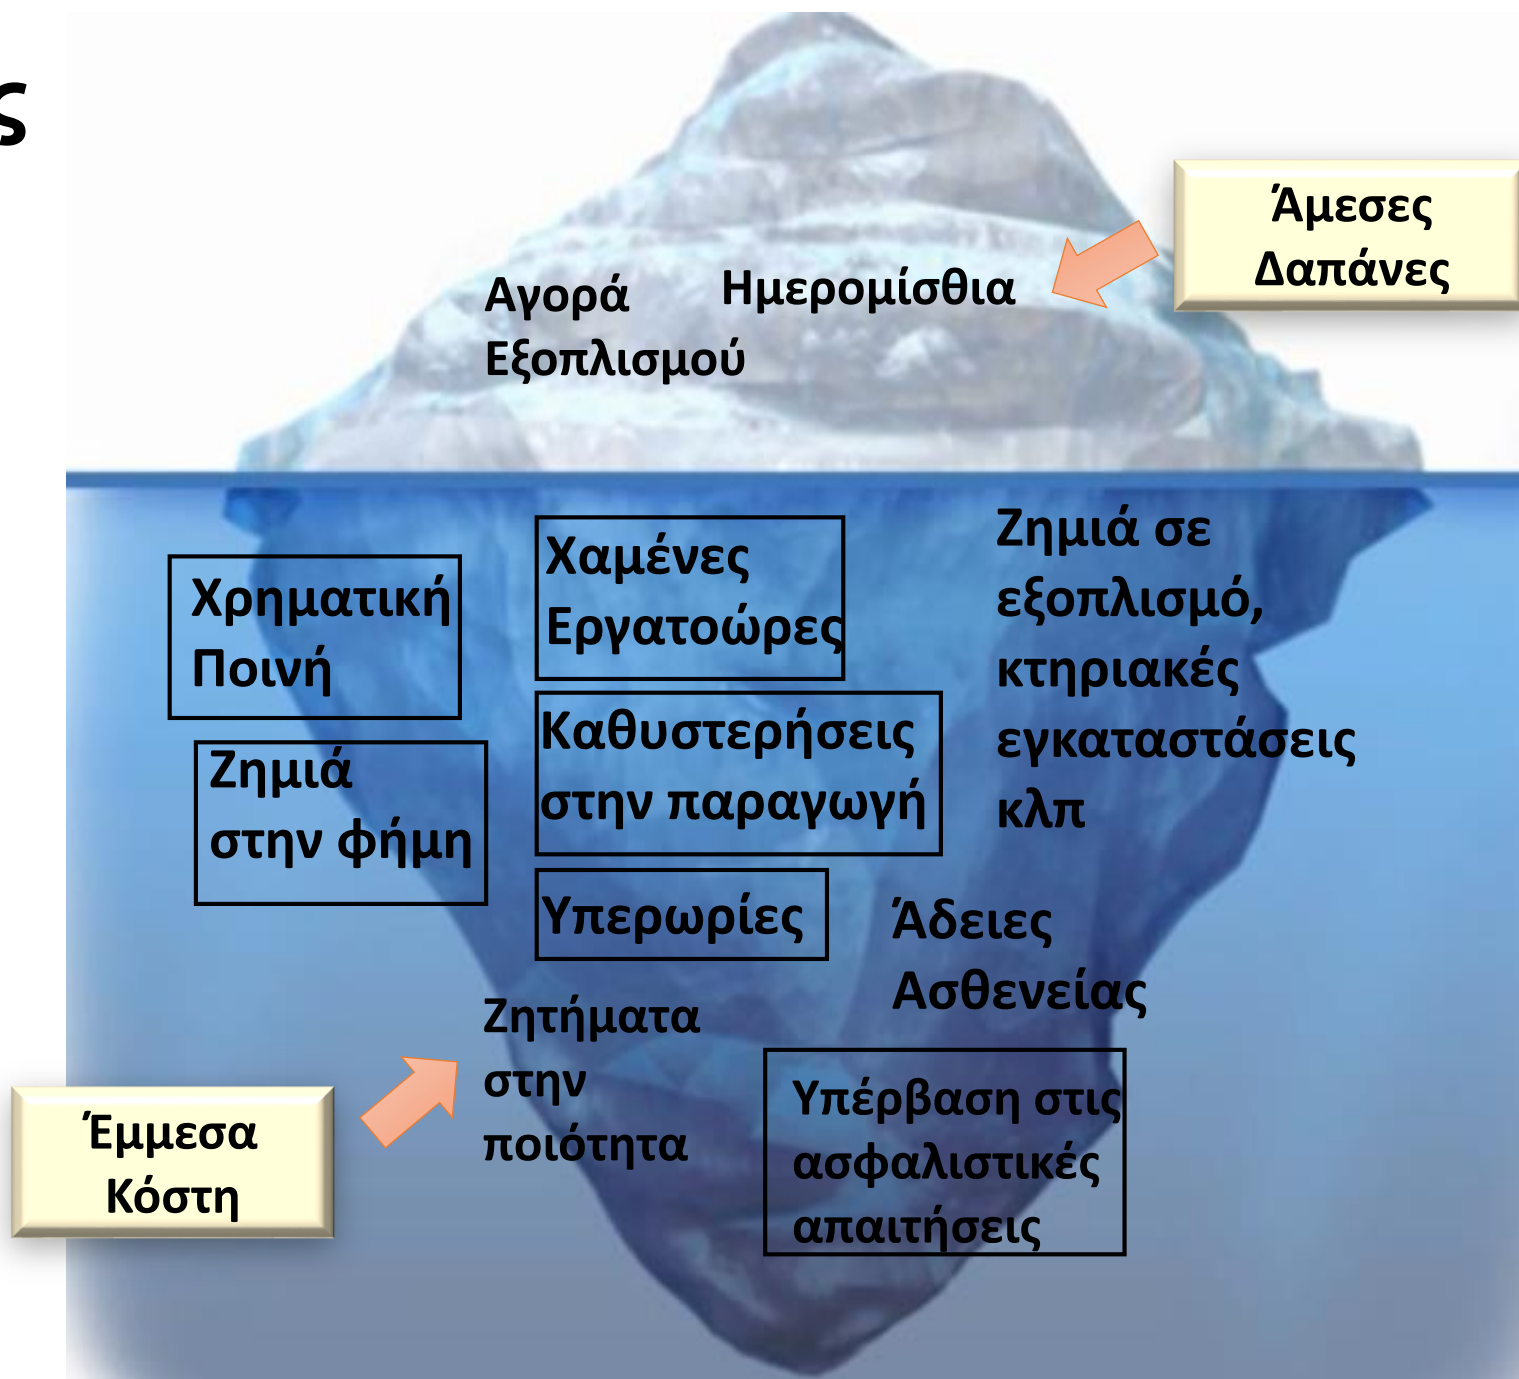 ς
Άμεσες
Δαπάνες
Αγορά
Εξοπλισμού
Ημερομίσθια
Χρηματική
Ποινή
Χαμένες
Εργατοώρες
Ζημιά σε
εξοπλισμό,
κτηριακές
εγκαταστάσεις
κλπ
Ζημιά
στην φήμη
Καθυστερήσεις
στην παραγωγή
Υπερωρίες
Άδειες
Ασθενείας
Ζητήματα
στην
ποιότητα
Υπέρβαση στις
ασφαλιστικές
απαιτήσεις
Έμμεσα
Κόστη